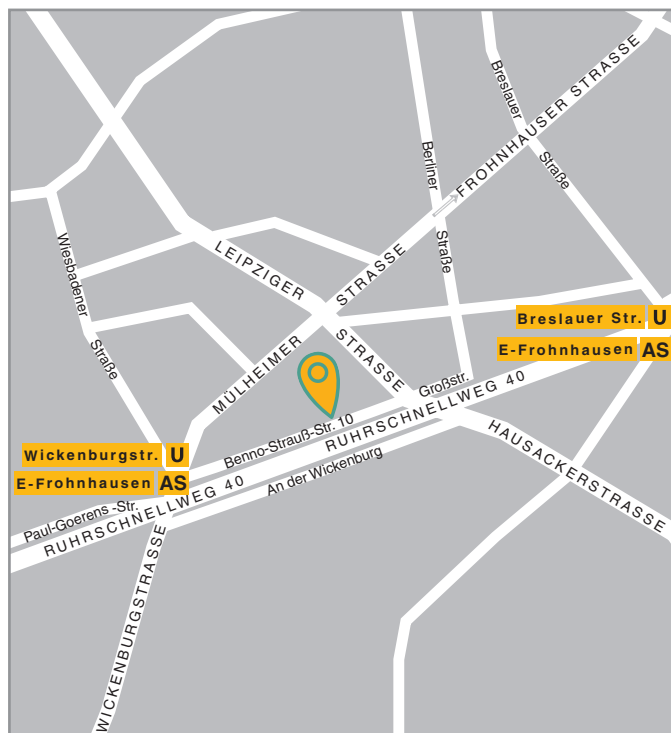 FROHNHAUSER STRASSE
Breslauer
Straße
Berliner
Straße
Wiesbadener
Straße
LEIPZIGER
STRASSE
MÜLHEIMER
STRASSE
Breslauer Str. U
E-Frohnhausen AS
Großstr.
Benno-Strauß-Str. 10
RUHRSCHNELLWEG 40
An der Wickenburg
HAUSACKERSTRASSE
Wickenburgstr. U
E-Frohnhausen AS
Paul-Goerens -Str.
RUHRSCHNELLWEG 40
WICKENBURGSTRASSE